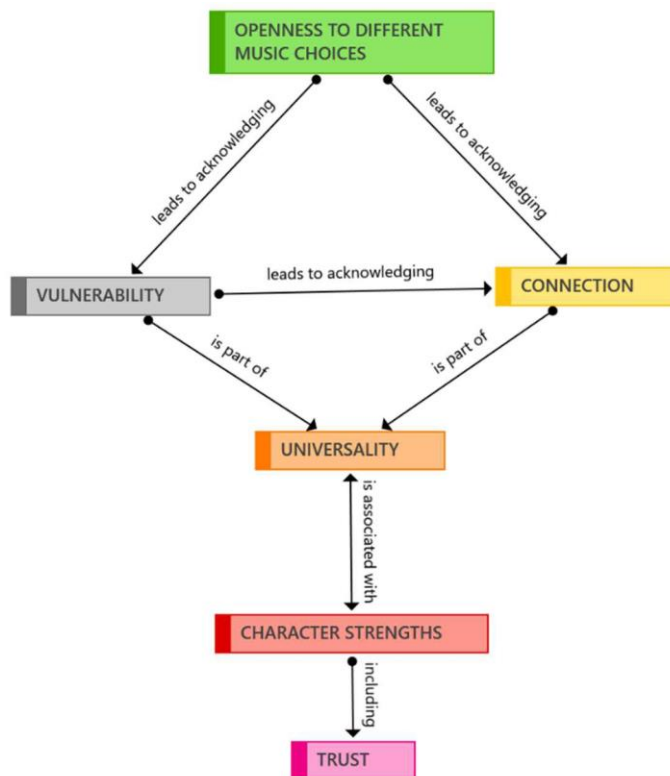 OPENNESS TO DIFFERENT
MUSIC CHOICES
leads to acknowledging
leads to acknowledging
VULNERABILITY
leads to acknowledging
CONNECTION
is part of
is part of
UNIVERSALITY
is associated with
CHARACTER STRENGTHS
including
TRUST